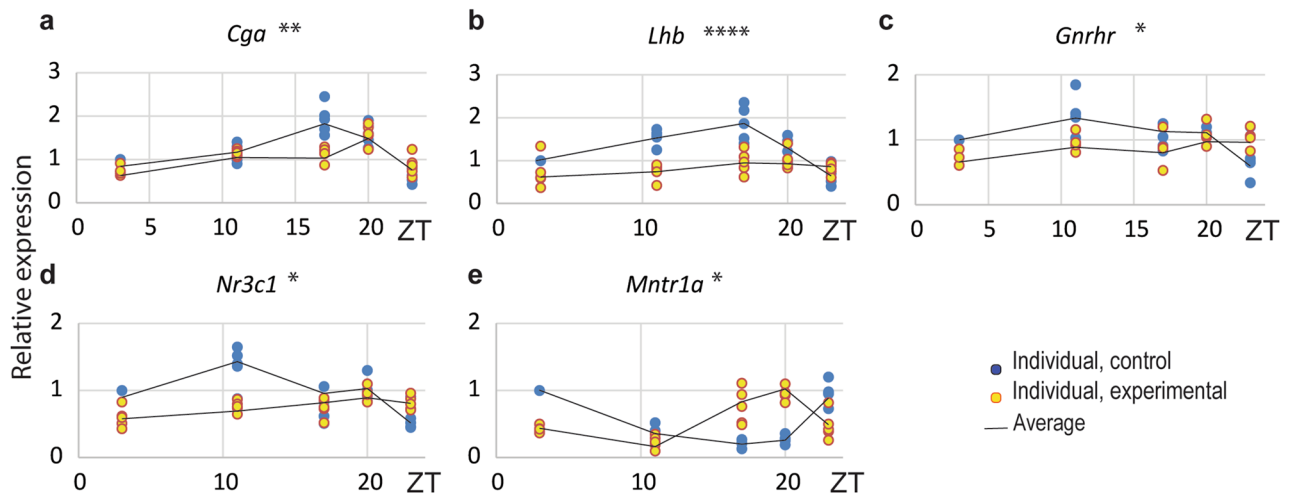 a
Cga **
3
2
1
0
0 5 10 15 20 ZT
b
Lhb ****
3
2
1
0
0 10 20 ZT
c
Gnrhr *
2
1
0
0 5 10 15 20 ZT
Relative expression
d
Nr3c1 *
2
1
0
0 10 20 ZT
e
Mntr1a *
2
1
0
0 10 20 ZT
Individual, control
Individual, experimental
Average